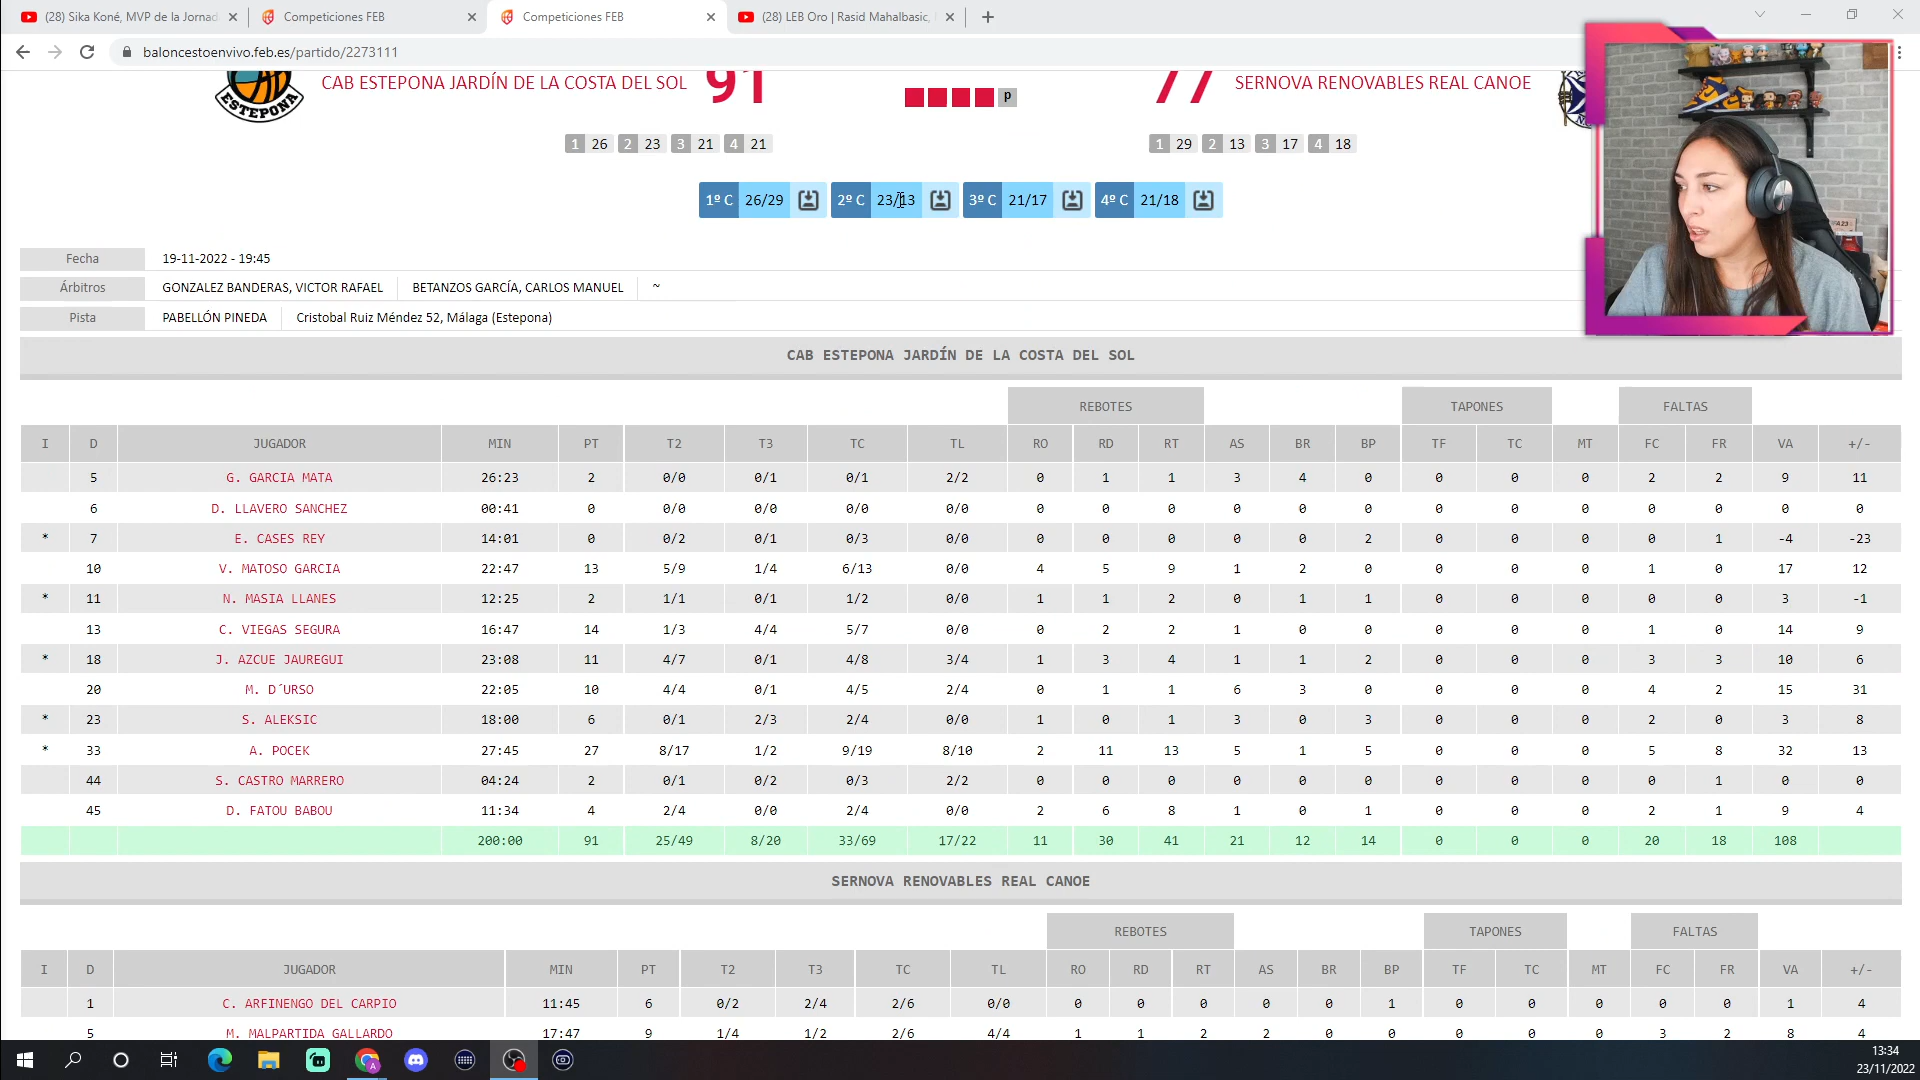 (28) Sika Koné, MVP de la Jornad
Competiciones FEB
Competiciones FEB
(28) LEB Oro | Rasid Mahalbasic,
baloncestoenvivo.feb.es/partido/2273111
ESTEPONA
CAB ESTEPONA JARDÍN DE LA COSTA DEL SOL 91 p 77 SERNOVA RENOVABLES REAL CANOE
1 26 2 23 3 21 4 21
1 29 2 13 3 17 4 18
1º C 26/29 2º C 23/13 3º C 21/17 4º C 21/18
Fecha 19-11-2022 - 19:45
Árbitros GONZALEZ BANDERAS, VICTOR RAFAEL BETANZOS GARCÍA, CARLOS MANUEL ~
Pista PABELLÓN PINEDA Cristobal Ruiz Méndez 52, Málaga (Estepona)
CAB ESTEPONA JARDÍN DE LA COSTA DEL SOL
REBOTES TAPONES FALTAS
I D JUGADOR MIN PT T2 T3 TC TL RO RD RT AS BR BP TF TC MT FC FR VA +/-
5 G. GARCIA MATA 26:23 2 0/0 0/1 0/1 2/2 0 1 1 3 4 0 0 0 0 2 2 9 11
6 D. LLAVERO SANCHEZ 00:41 0 0/0 0/0 0/0 0/0 0 0 0 0 0 0 0 0 0 0 0 0 0
* 7 E. CASES REY 14:01 0 0/2 0/1 0/3 0/0 0 0 0 0 0 2 0 0 0 0 1 -4 -23
10 V. MATOSO GARCIA 22:47 13 5/9 1/4 6/13 0/0 4 5 9 1 2 0 0 0 0 1 0 17 12
* 11 N. MASIA LLANES 12:25 2 1/1 0/1 1/2 0/0 1 1 2 0 1 1 0 0 0 0 0 3 -1
13 C. VIEGAS SEGURA 16:47 14 1/3 4/4 5/7 0/0 0 2 2 1 0 0 0 0 0 1 0 14 9
* 18 J. AZCUE JAUREGUI 23:08 11 4/7 0/1 4/8 3/4 1 3 4 1 1 2 0 0 0 3 3 10 6
20 M. D´URSO 22:05 10 4/4 0/1 4/5 2/4 0 1 1 6 3 0 0 0 0 4 2 15 31
* 23 S. ALEKSIC 18:00 6 0/1 2/3 2/4 0/0 1 0 1 3 0 3 0 0 0 2 0 3 8
* 33 A. POCEK 27:45 27 8/17 1/2 9/19 8/10 2 11 13 5 1 5 0 0 0 5 8 32 13
44 S. CASTRO MARRERO 04:24 2 0/1 0/2 0/3 2/2 0 0 0 0 0 0 0 0 0 0 1 0 0
45 D. FATOU BABOU 11:34 4 2/4 0/0 2/4 0/0 2 6 8 1 0 1 0 0 0 2 1 9 4
200:00 91 25/49 8/20 33/69 17/22 11 30 41 21 12 14 0 0 0 20 18 108
SERNOVA RENOVABLES REAL CANOE
REBOTES TAPONES FALTAS
I D JUGADOR MIN PT T2 T3 TC TL RO RD RT AS BR BP TF TC MT FC FR VA +/-
1 C. ARFINENGO DEL CARPIO 11:45 6 0/2 2/4 2/6 0/0 0 0 0 0 0 1 0 0 0 0 0 1 4
5 M. MALPARTIDA GALLARDO 17:47 9 1/4 1/2 2/6 4/4 1 1 2 2 0 0 0 0 0 3 2 8 4
13:34
23/11/2022